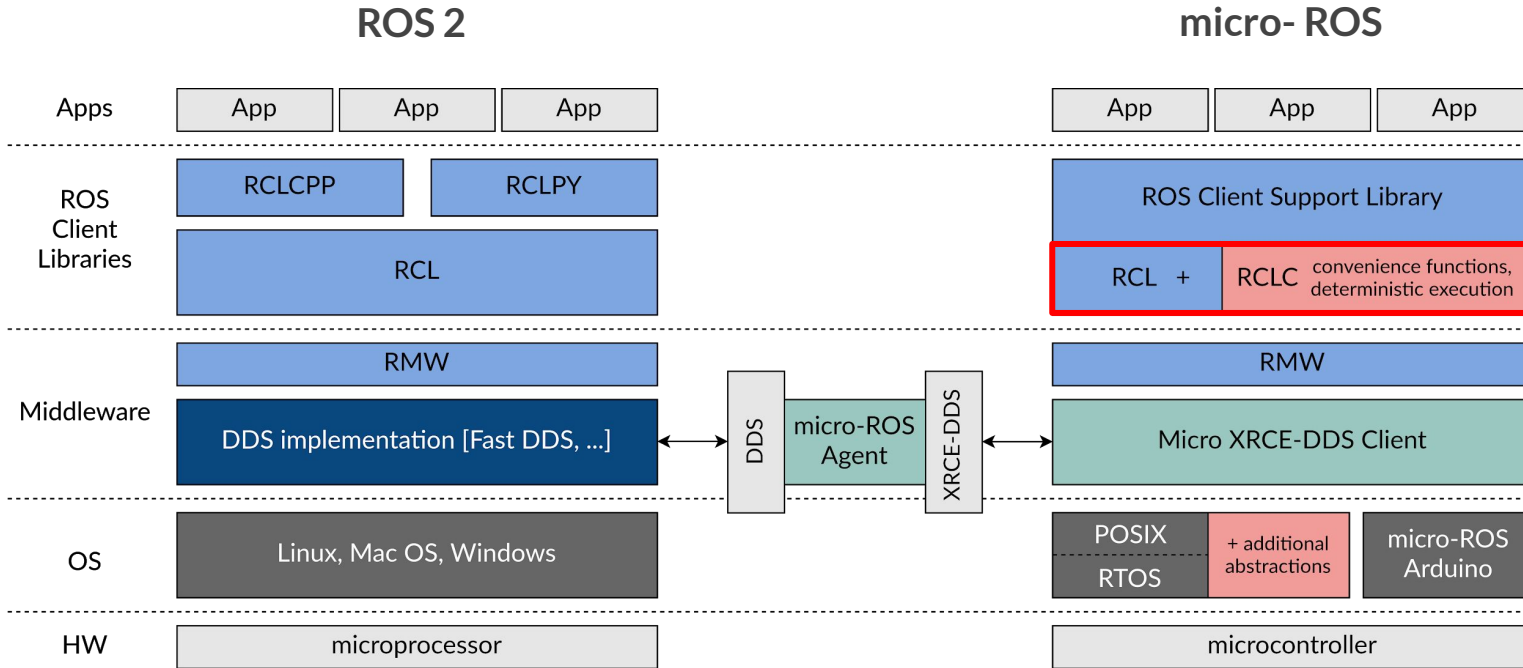 ROS 2
micro- ROS
Apps
App
App
App
App
App
App
ROS
Client
Libraries
RCLCPP
RCLPY
RCL
ROS Client Support Library
RCL +
RCLC
convenience functions,
deterministic execution
Middleware
RMW
DDS implementation [Fast DDS, ...]
DDS
micro-ROS
Agent
XRCE-DDS
RMW
Micro XRCE-DDS Client
OS
Linux, Mac OS, Windows
POSIX
RTOS
+ additional
abstractions
micro-ROS
Arduino
HW
microprocessor
microcontroller